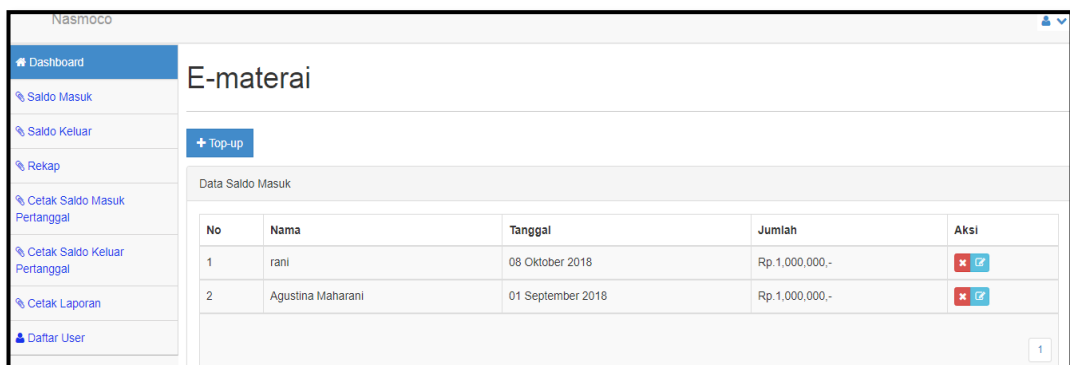 Nasmoco
Dashboard
Saldo Masuk
Saldo Keluar
Rekap
Cetak Saldo Masuk
Pertanggal
Cetak Saldo Keluar
Pertanggal
Cetak Laporan
Daftar User
E-materai
+ Top-up
Data Saldo Masuk
No Nama Tanggal Jumlah Aksi
1 rani 08 Oktober 2018 Rp.1,000,000,-
2 Agustina Maharani 01 September 2018 Rp.1,000,000,-
1